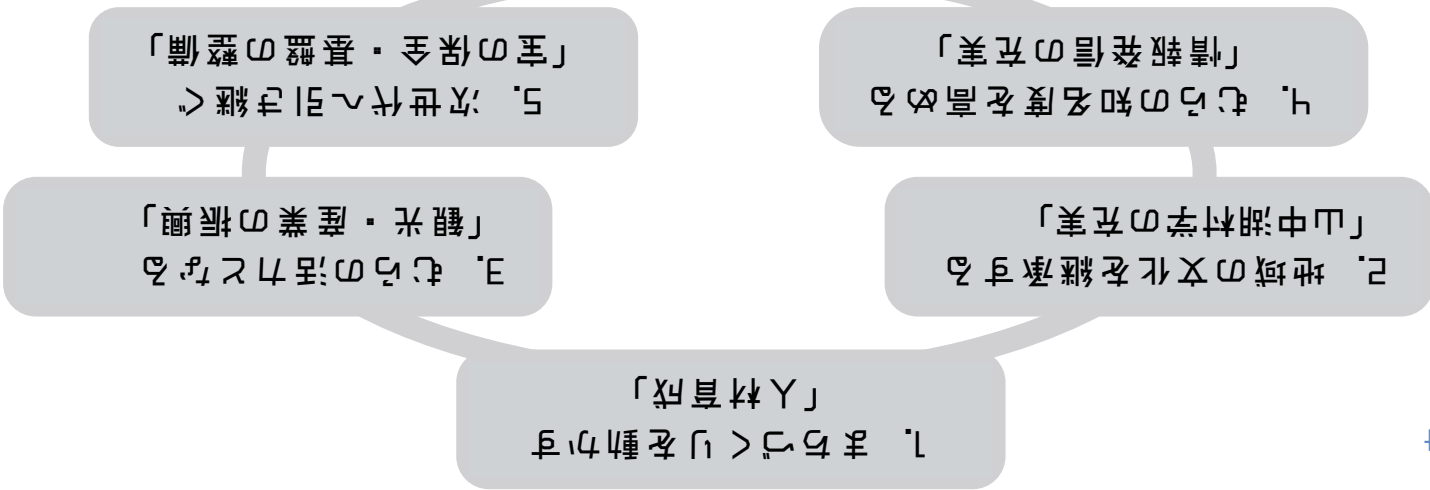 1. まちづくりを動かす
「人材育成」
2. 地域の文化を継承する
「山中湖村学の充実」
3. むらの活力となる
「観光・産業の振興」
4. むらの知名度を高める
「情報発信の充実」
5. 次世代へ引き継ぐ
「宝の保全・基盤の整備」